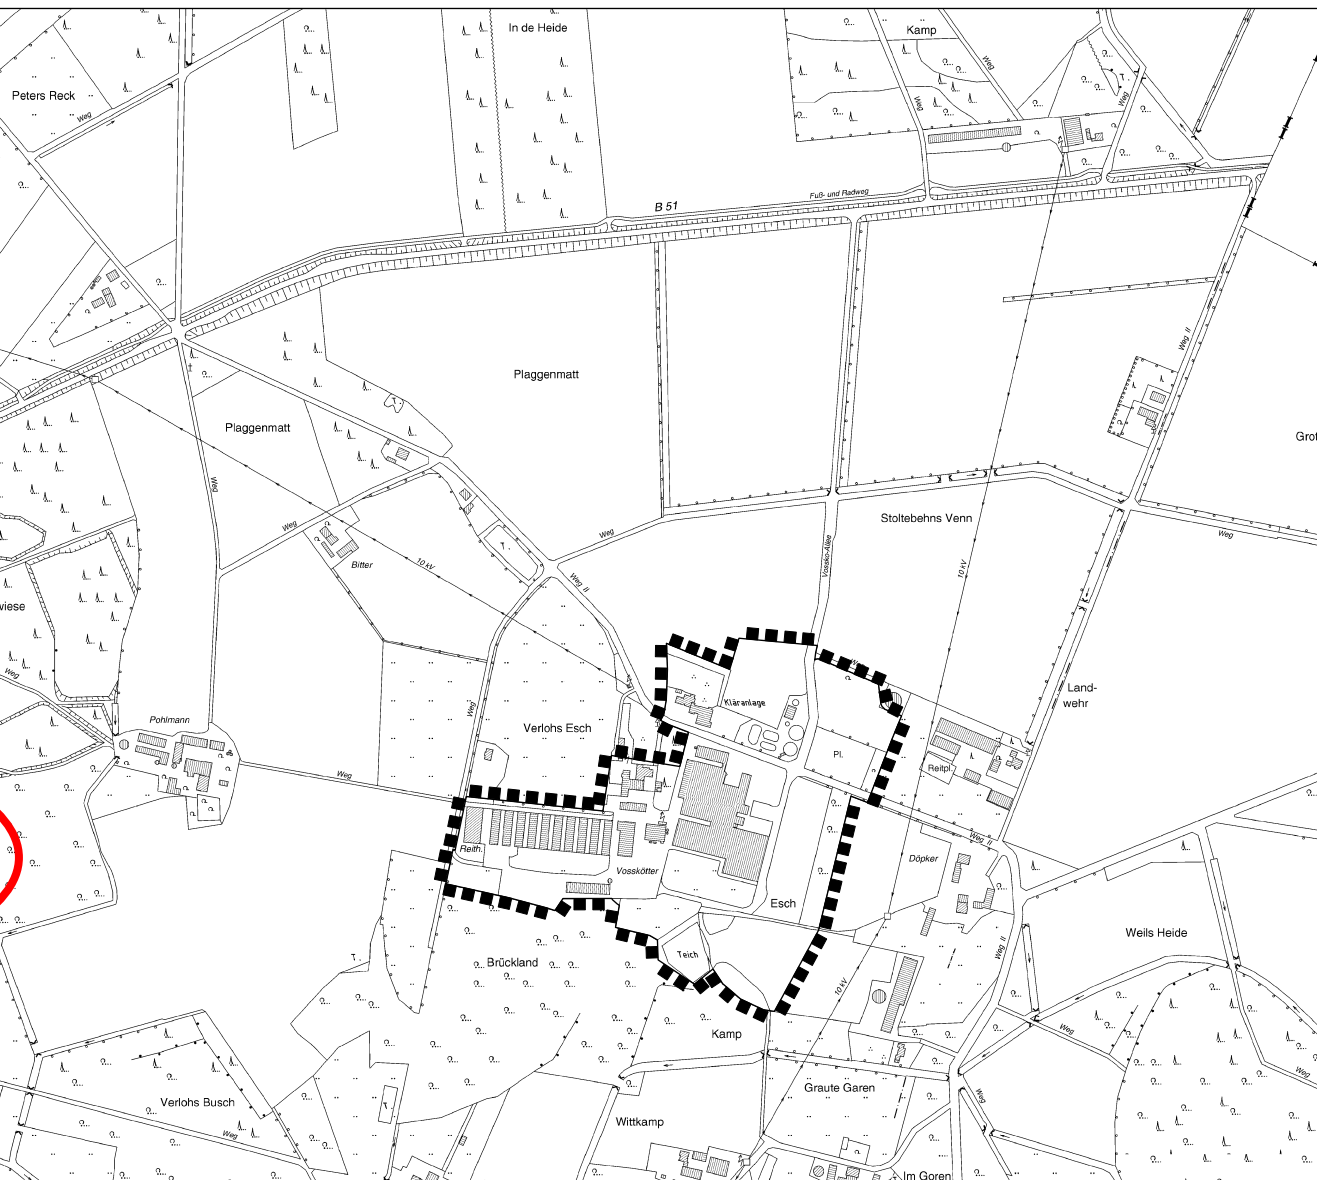 In de Heide
Kamp
Weg
Peters Reck
Weg
Weg
Weg
Fuß- und Radweg
B 51
Weg II
Plaggenmatt
Plaggenmatt
Weg
Stoltebehns Venn
Weg
Weg
Weg
Vossko-Allee
Bitter
10 kV
10 kV
Weg II
Weg
Land-
wehr
Kläranlage
Weg
Pohlmann
Verlohs Esch
Pl.
Reitpl.
Weg
Weg II
Reith.
Vosskötter
Döpker
Esch
Weils Heide
Weg II
Teich
Brückland
10 kV
Kamp
Weg
Weg
Graute Garen
Weg
Verlohs Busch
Wittkamp
Weg
Im Goren